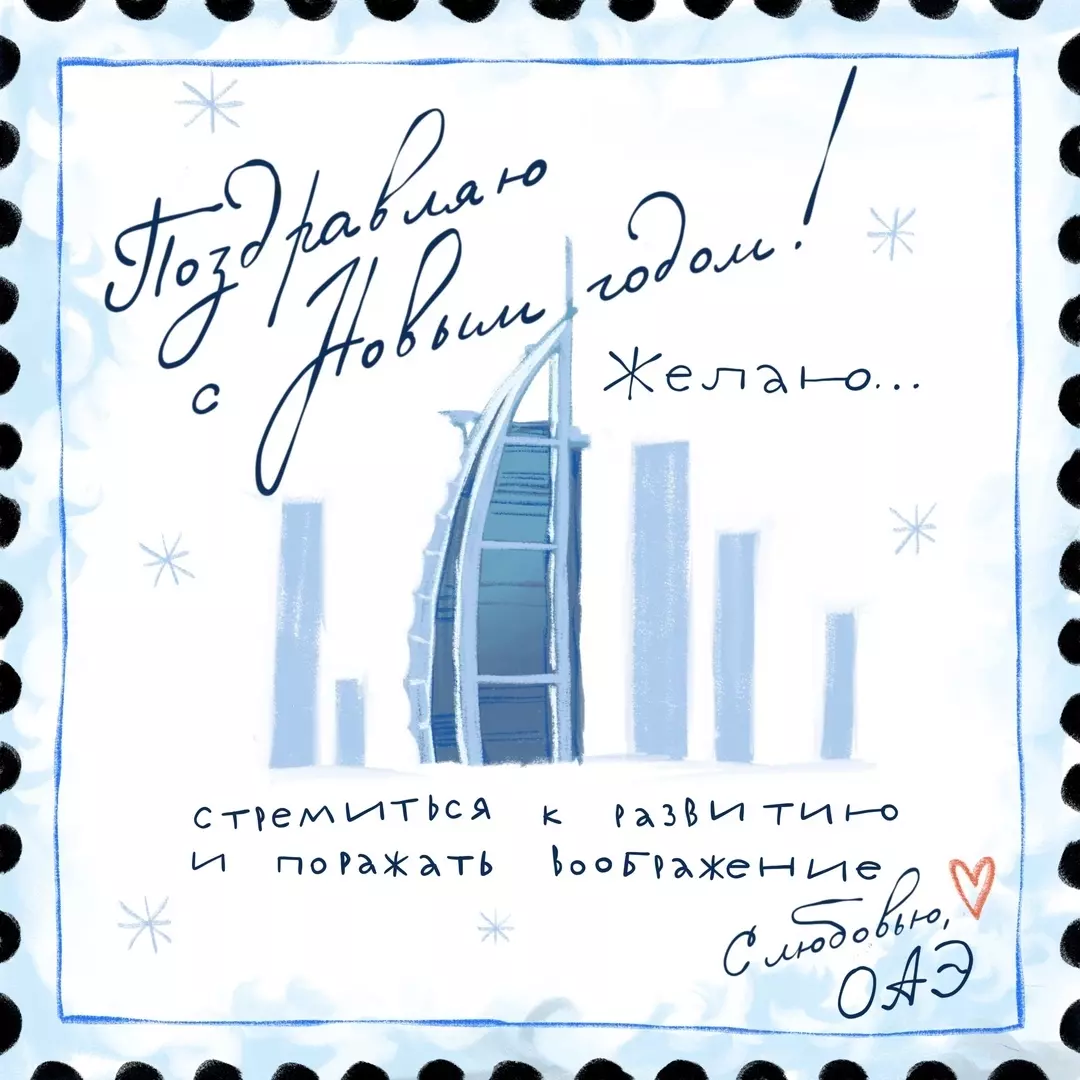 Поздравляю
с Новым годом!
Желаю...
стремиться к развитию
и поражать воображение
С любовью,
ОАЭ